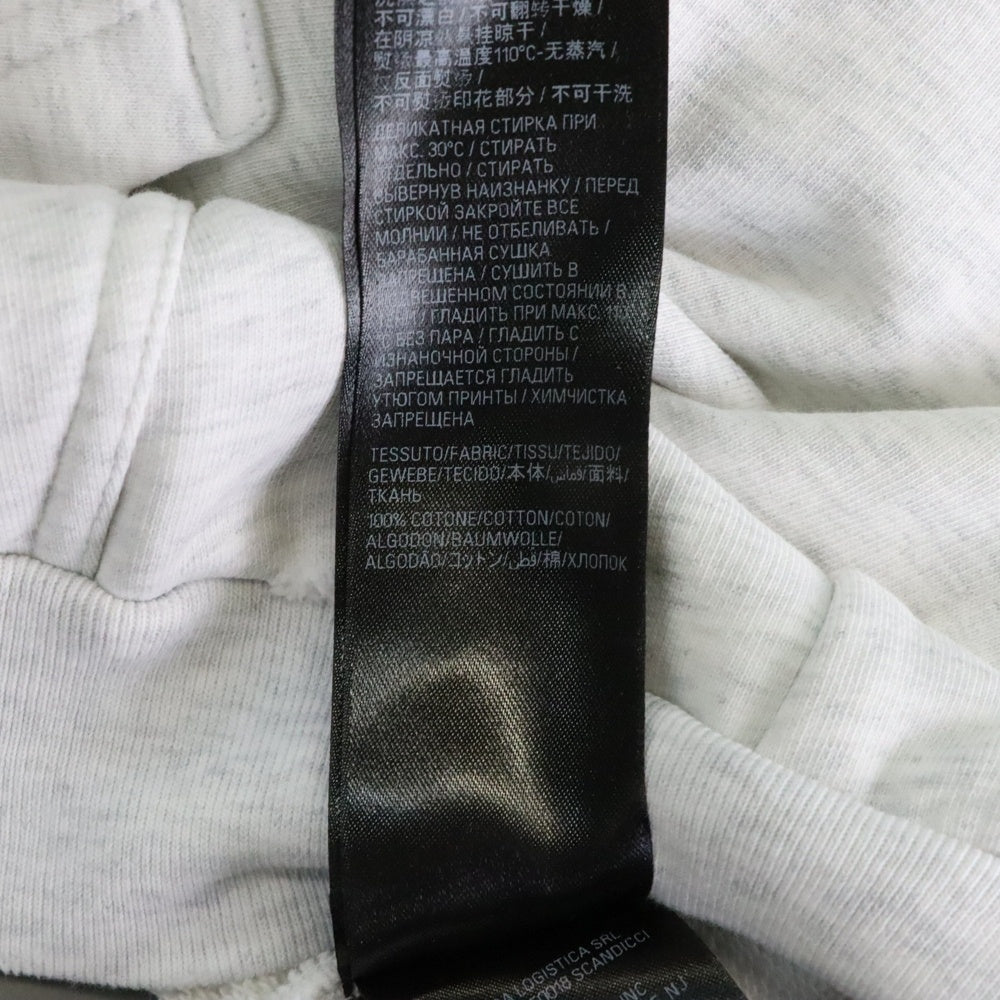 不可漂白 / 不可翻转干燥 /
在阴凉 挂晾干 /
最高温度110°C-无蒸汽 /
反面熨烫 /
不可熨烫印花部分 / 不可干洗
ДЕЛИКАТНАЯ СТИРКА ПРИ
МАКС. 30°C / СТИРАТЬ
ОТДЕЛЬНО / СТИРАТЬ
ВЫВЕРНУВ НАИЗНАНКУ / ПЕРЕД
СТИРКОЙ ЗАКРОЙТЕ ВСЕ
МОЛНИИ / НЕ ОТБЕЛИВАТЬ /
БАРАБАННАЯ СУШКА
ЗАПРЕЩЕНА / СУШИТЬ В
СОСТОЯНИИ В
/ ГЛАДИТЬ ПРИ МАКС.
БЕЗ ПАРА / ГЛАДИТЬ С
ИЗНАНОЧНОЙ СТОРОНЫ /
ЗАПРЕЩАЕТСЯ ГЛАДИТЬ
УТЮГОМ ПРИНТЫ / ХИМЧИСТКА
ЗАПРЕЩЕНА
TESSUTO/FABRIC/TISSU/TEJIDO/
GEWEBE/TECIDO/本体/قماش/面料/
ТКАНЬ
100% COTONE/COTTON/COTON/
ALGODON/BAUMWOLLE/
ALGODÃO/コットン/قطن/棉/ХЛОПОК
LOGISTICA SRL
SCANDICCI
INC
NJ